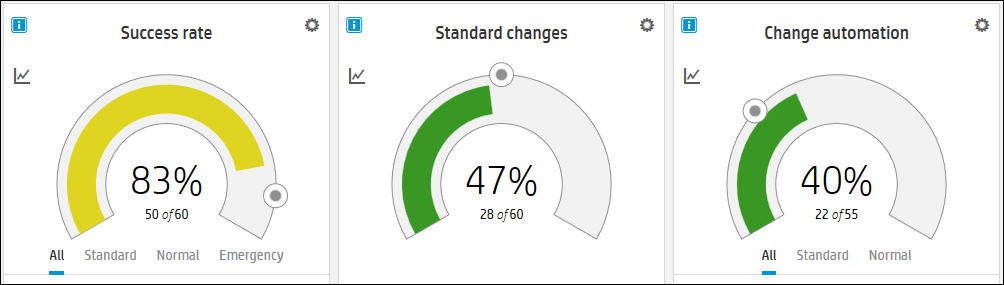 Success rate
83%
50 of 60
All Standard Normal Emergency
Standard changes
47%
28 of 60
Change automation
40%
22 of 55
All Standard Normal